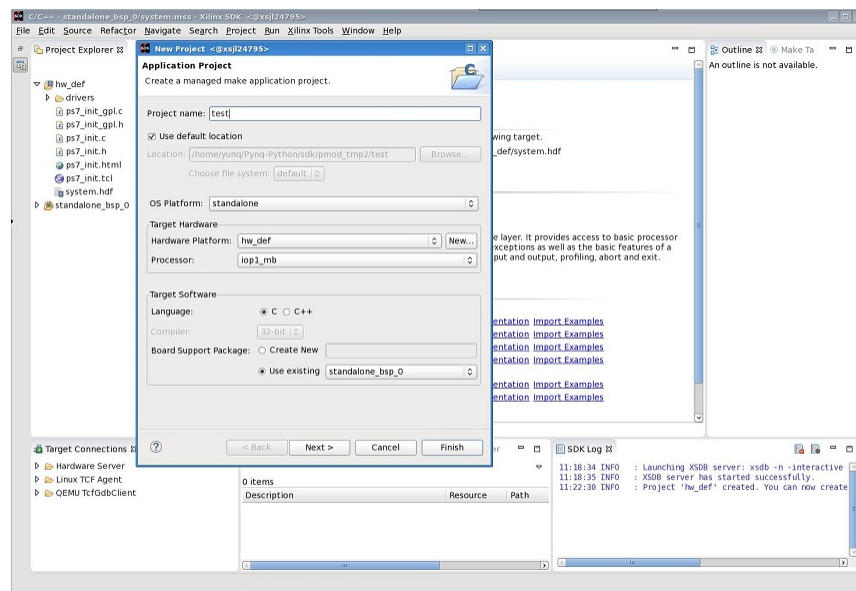 C/C++ - standalone_bsp_0/system.mss - Xilinx SDK <@xsjl24795>
File Edit Source Refactor Navigate Search Project Run Xilinx Tools Window Help
Project Explorer
hw_def
drivers
ps7_init_gpl.c
ps7_init_gpl.h
ps7_init.c
ps7_init.h
ps7_init.html
ps7_init.tcl
system.hdf
standalone_bsp_0
New Project <@xsjl24795>
Application Project
Create a managed make application project.
Project name: test
Use default location
Location: /home/yunq/Pynq-Python/sdk/pmod_tmp2/test Browse...
Choose file system: default
OS Platform: standalone
Target Hardware
Hardware Platform: hw_def New...
Processor: iop1_mb
Target Software
Language: C C++
Compiler: 32-bit
Board Support Package: Create New
Use existing standalone_bsp_0
? < Back Next > Cancel Finish
wing target.
_def/system.hdf
e layer. It provides access to basic processor
exceptions as well as the basic features of a
put and output, profiling, abort and exit.
entation Import Examples
entation Import Examples
entation Import Examples
entation Import Examples
entation Import Examples
entation Import Examples
Outline Make Ta
An outline is not available.
Target Connections
Hardware Server
Linux TCF Agent
QEMU TcfGdbClient
er
0 items
Description Resource Path
SDK Log
11:18:34 INFO : Launching XSDB server: xsdb -n -interactive
11:18:35 INFO : XSDB server has started successfully.
11:22:30 INFO : Project 'hw_def' created. You can now create